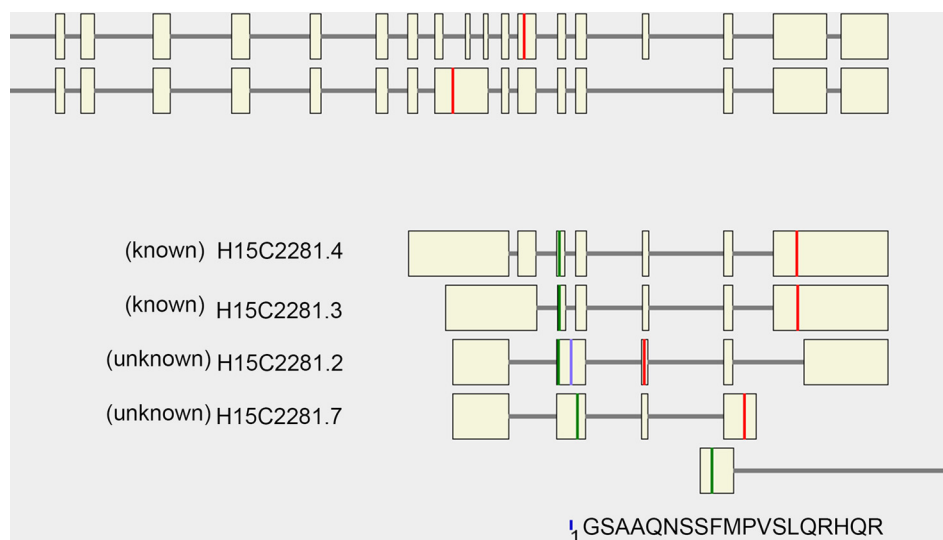 (known) H15C2281.4
(known) H15C2281.3
(unknown) H15C2281.2
(unknown) H15C2281.7
1 GSAAQNSSFMPVSLQRHQR